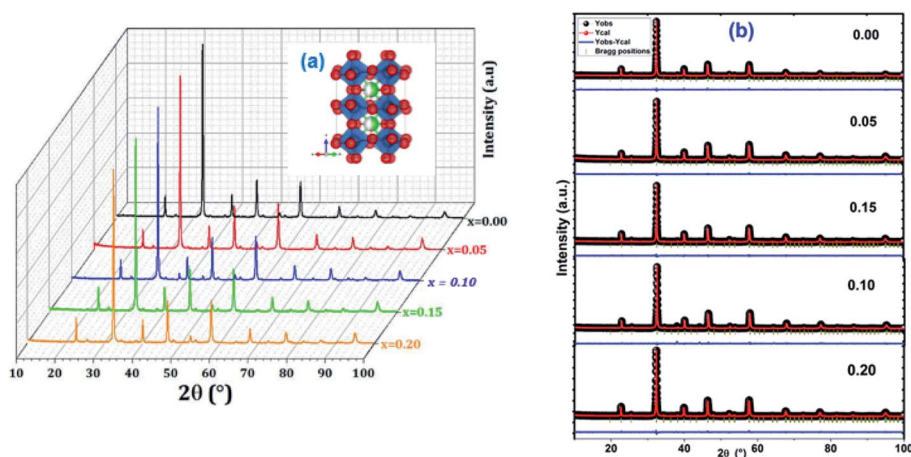 (a)
Intensity (a.u)
x=0.00
x=0.05
x = 0.10
x=0.15
x=0.20
10 20 30 40 50 60 70 80 90 100
2θ (°)
Yobs
Ycal
Yobs-Ycal
Bragg positions
(b)
0.00
0.05
0.15
0.10
0.20
Intensity (a.u.)
20 40 60 80 100
2θ (°)